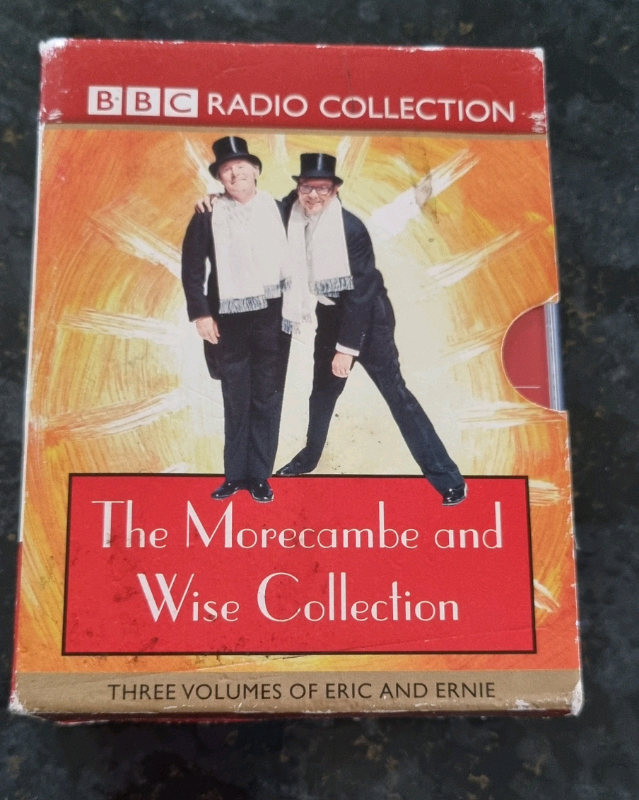 BBC RADIO COLLECTION
The Morecambe and
Wise Collection
THREE VOLUMES OF ERIC AND ERNIE